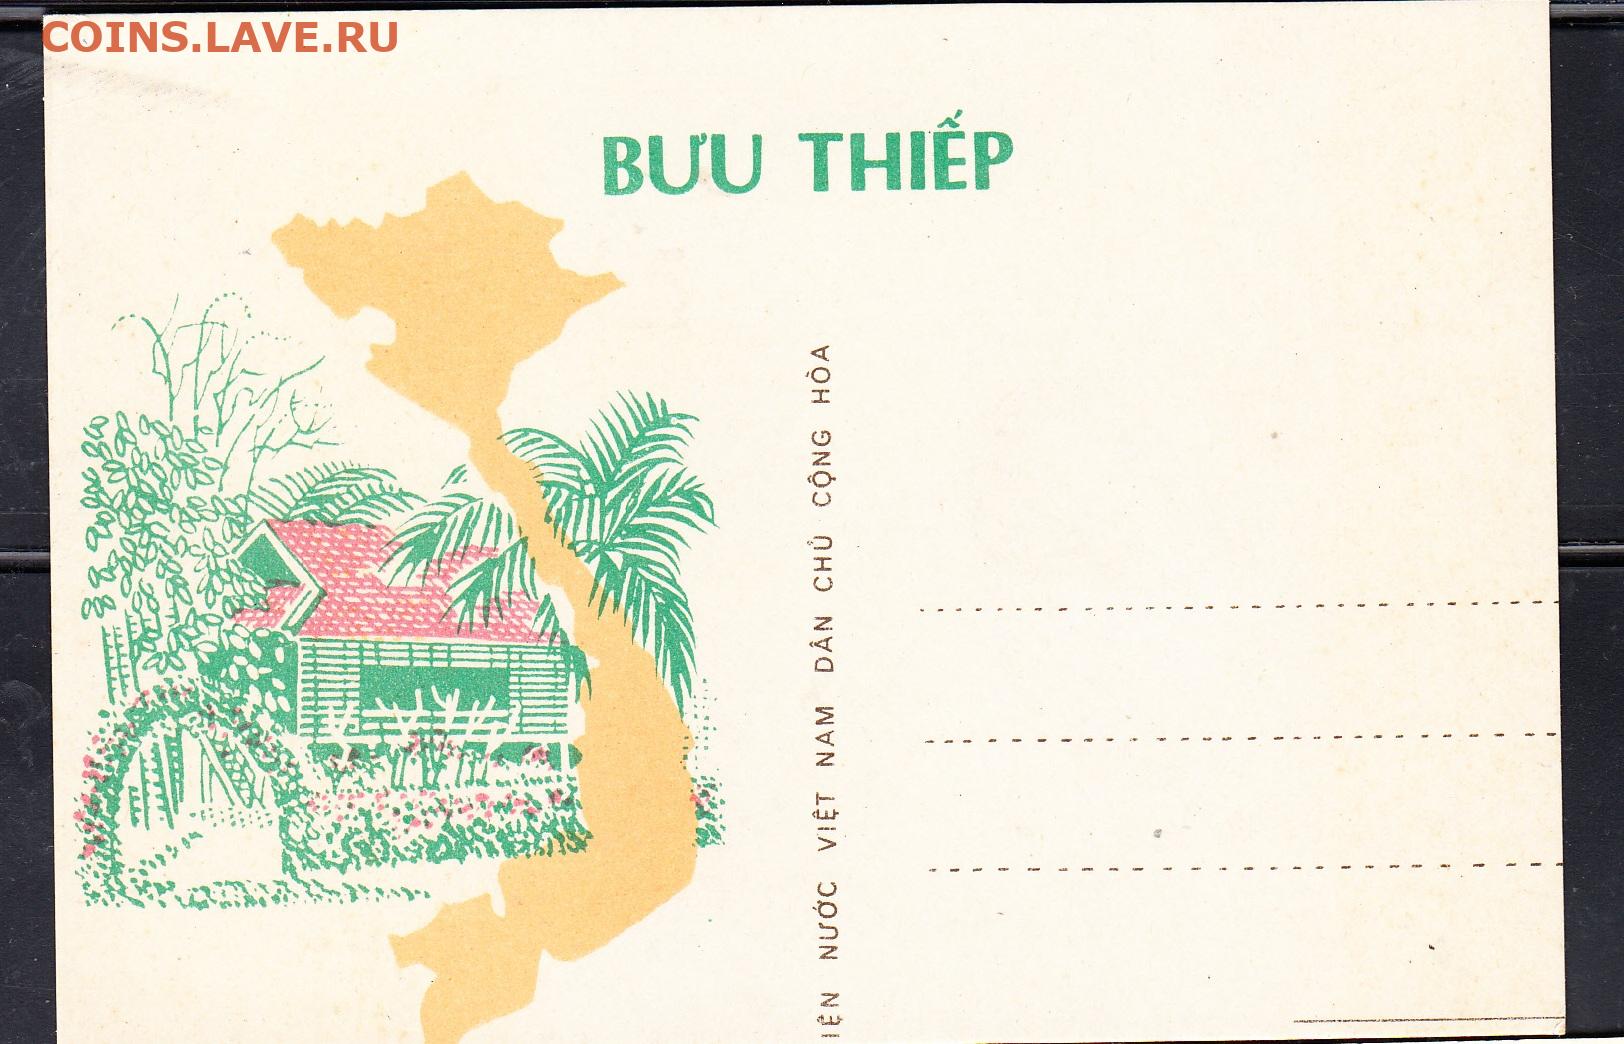 COINS.LAVE.RU
BƯU THIẾP
NƯỚC VIỆT NAM DÂN CHỦ CỘNG HÒA